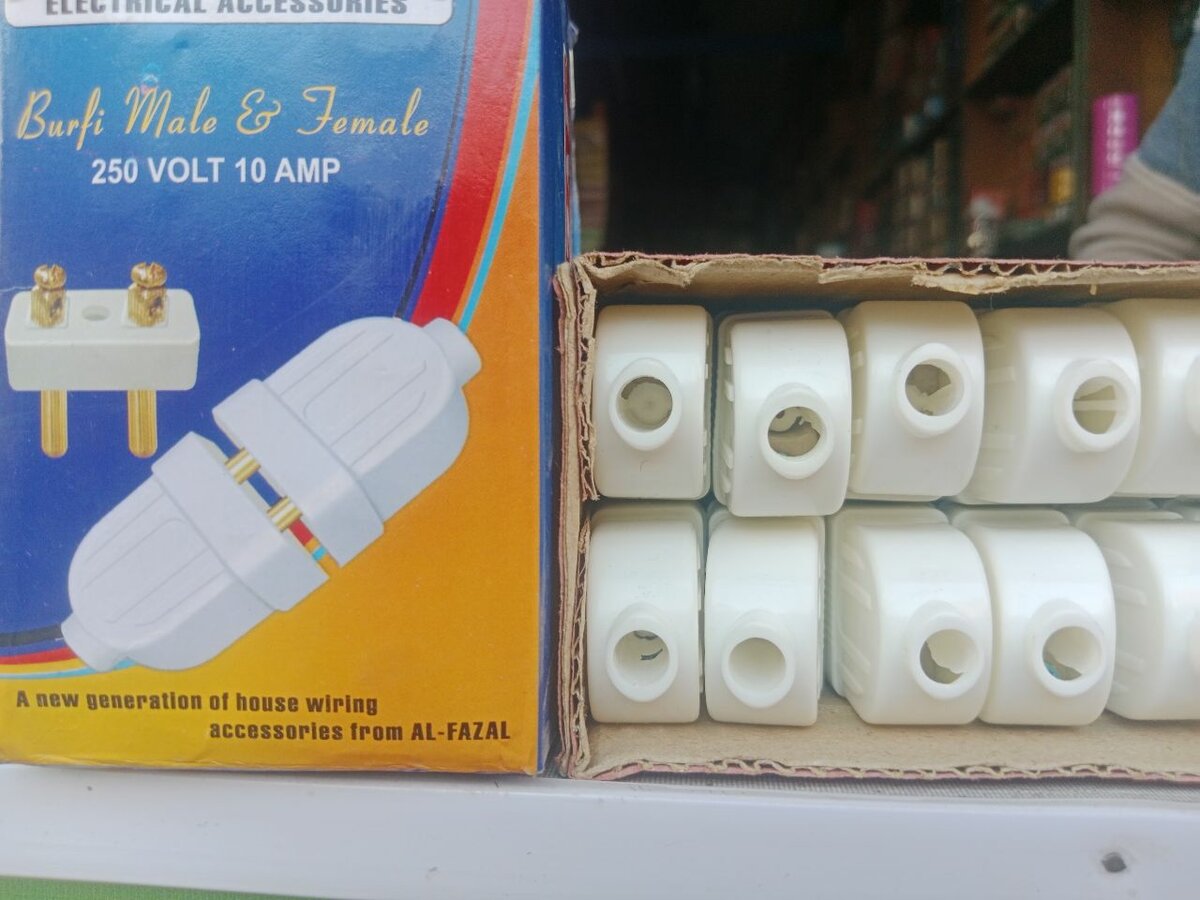 ELECTRICAL ACCESSORIES
Burfi Male & Female
250 VOLT 10 AMP
A new generation of house wiring
accessories from AL-FAZAL